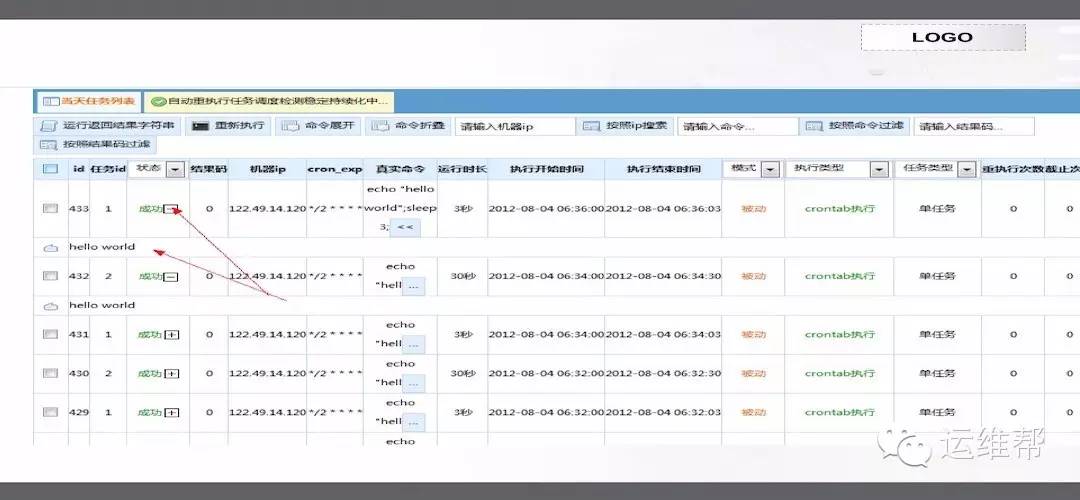 LOGO
当天任务列表 自动重执行任务调度检测稳定持续化中...
运行返回结果字符串 重新执行 命令展开 命令折叠 请输入机器ip 按照ip搜索 请输入命令... 按照命令过滤 请输入结果码...
按照结果码过滤
id 任务id 状态 结果码 机器ip cron_exp 真实命令 运行时长 执行开始时间 执行结束时间 模式 执行类型 任务类型 重执行次数 截止次
433 1 成功 0 122.49.14.120 */2 * * * * echo "hello world";sleep 3; << 3秒 2012-08-04 06:36:00 2012-08-04 06:36:03 被动 crontab执行 单任务 0 0
hello world
432 2 成功 0 122.49.14.120 */2 * * * * echo "hell ... 30秒 2012-08-04 06:34:00 2012-08-04 06:34:30 被动 crontab执行 单任务 0 0
hello world
431 1 成功 0 122.49.14.120 */2 * * * * echo "hell ... 3秒 2012-08-04 06:34:00 2012-08-04 06:34:03 被动 crontab执行 单任务 0 0
430 2 成功 0 122.49.14.120 */2 * * * * echo "hell ... 30秒 2012-08-04 06:32:00 2012-08-04 06:32:30 被动 crontab执行 单任务 0 0
429 1 成功 0 122.49.14.120 */2 * * * * echo "hell ... 3秒 2012-08-04 06:32:00 2012-08-04 06:32:03 被动 crontab执行 单任务 0 0
echo
运维帮